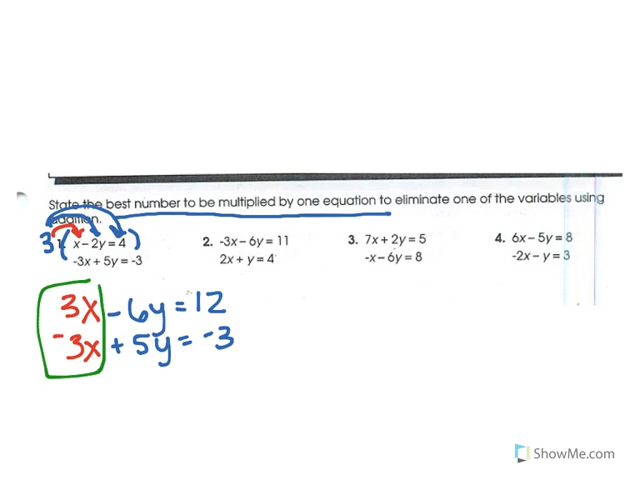 State the best number to be multiplied by one equation to eliminate one of the variables using
addition.
3( 1. x – 2y = 4 ) 2. -3x – 6y = 11 3. 7x + 2y = 5 4. 6x – 5y = 8
-3x + 5y = -3 2x + y = 4 -x – 6y = 8 -2x – y = 3
3x - 6y = 12
-3x + 5y = -3
ShowMe.com